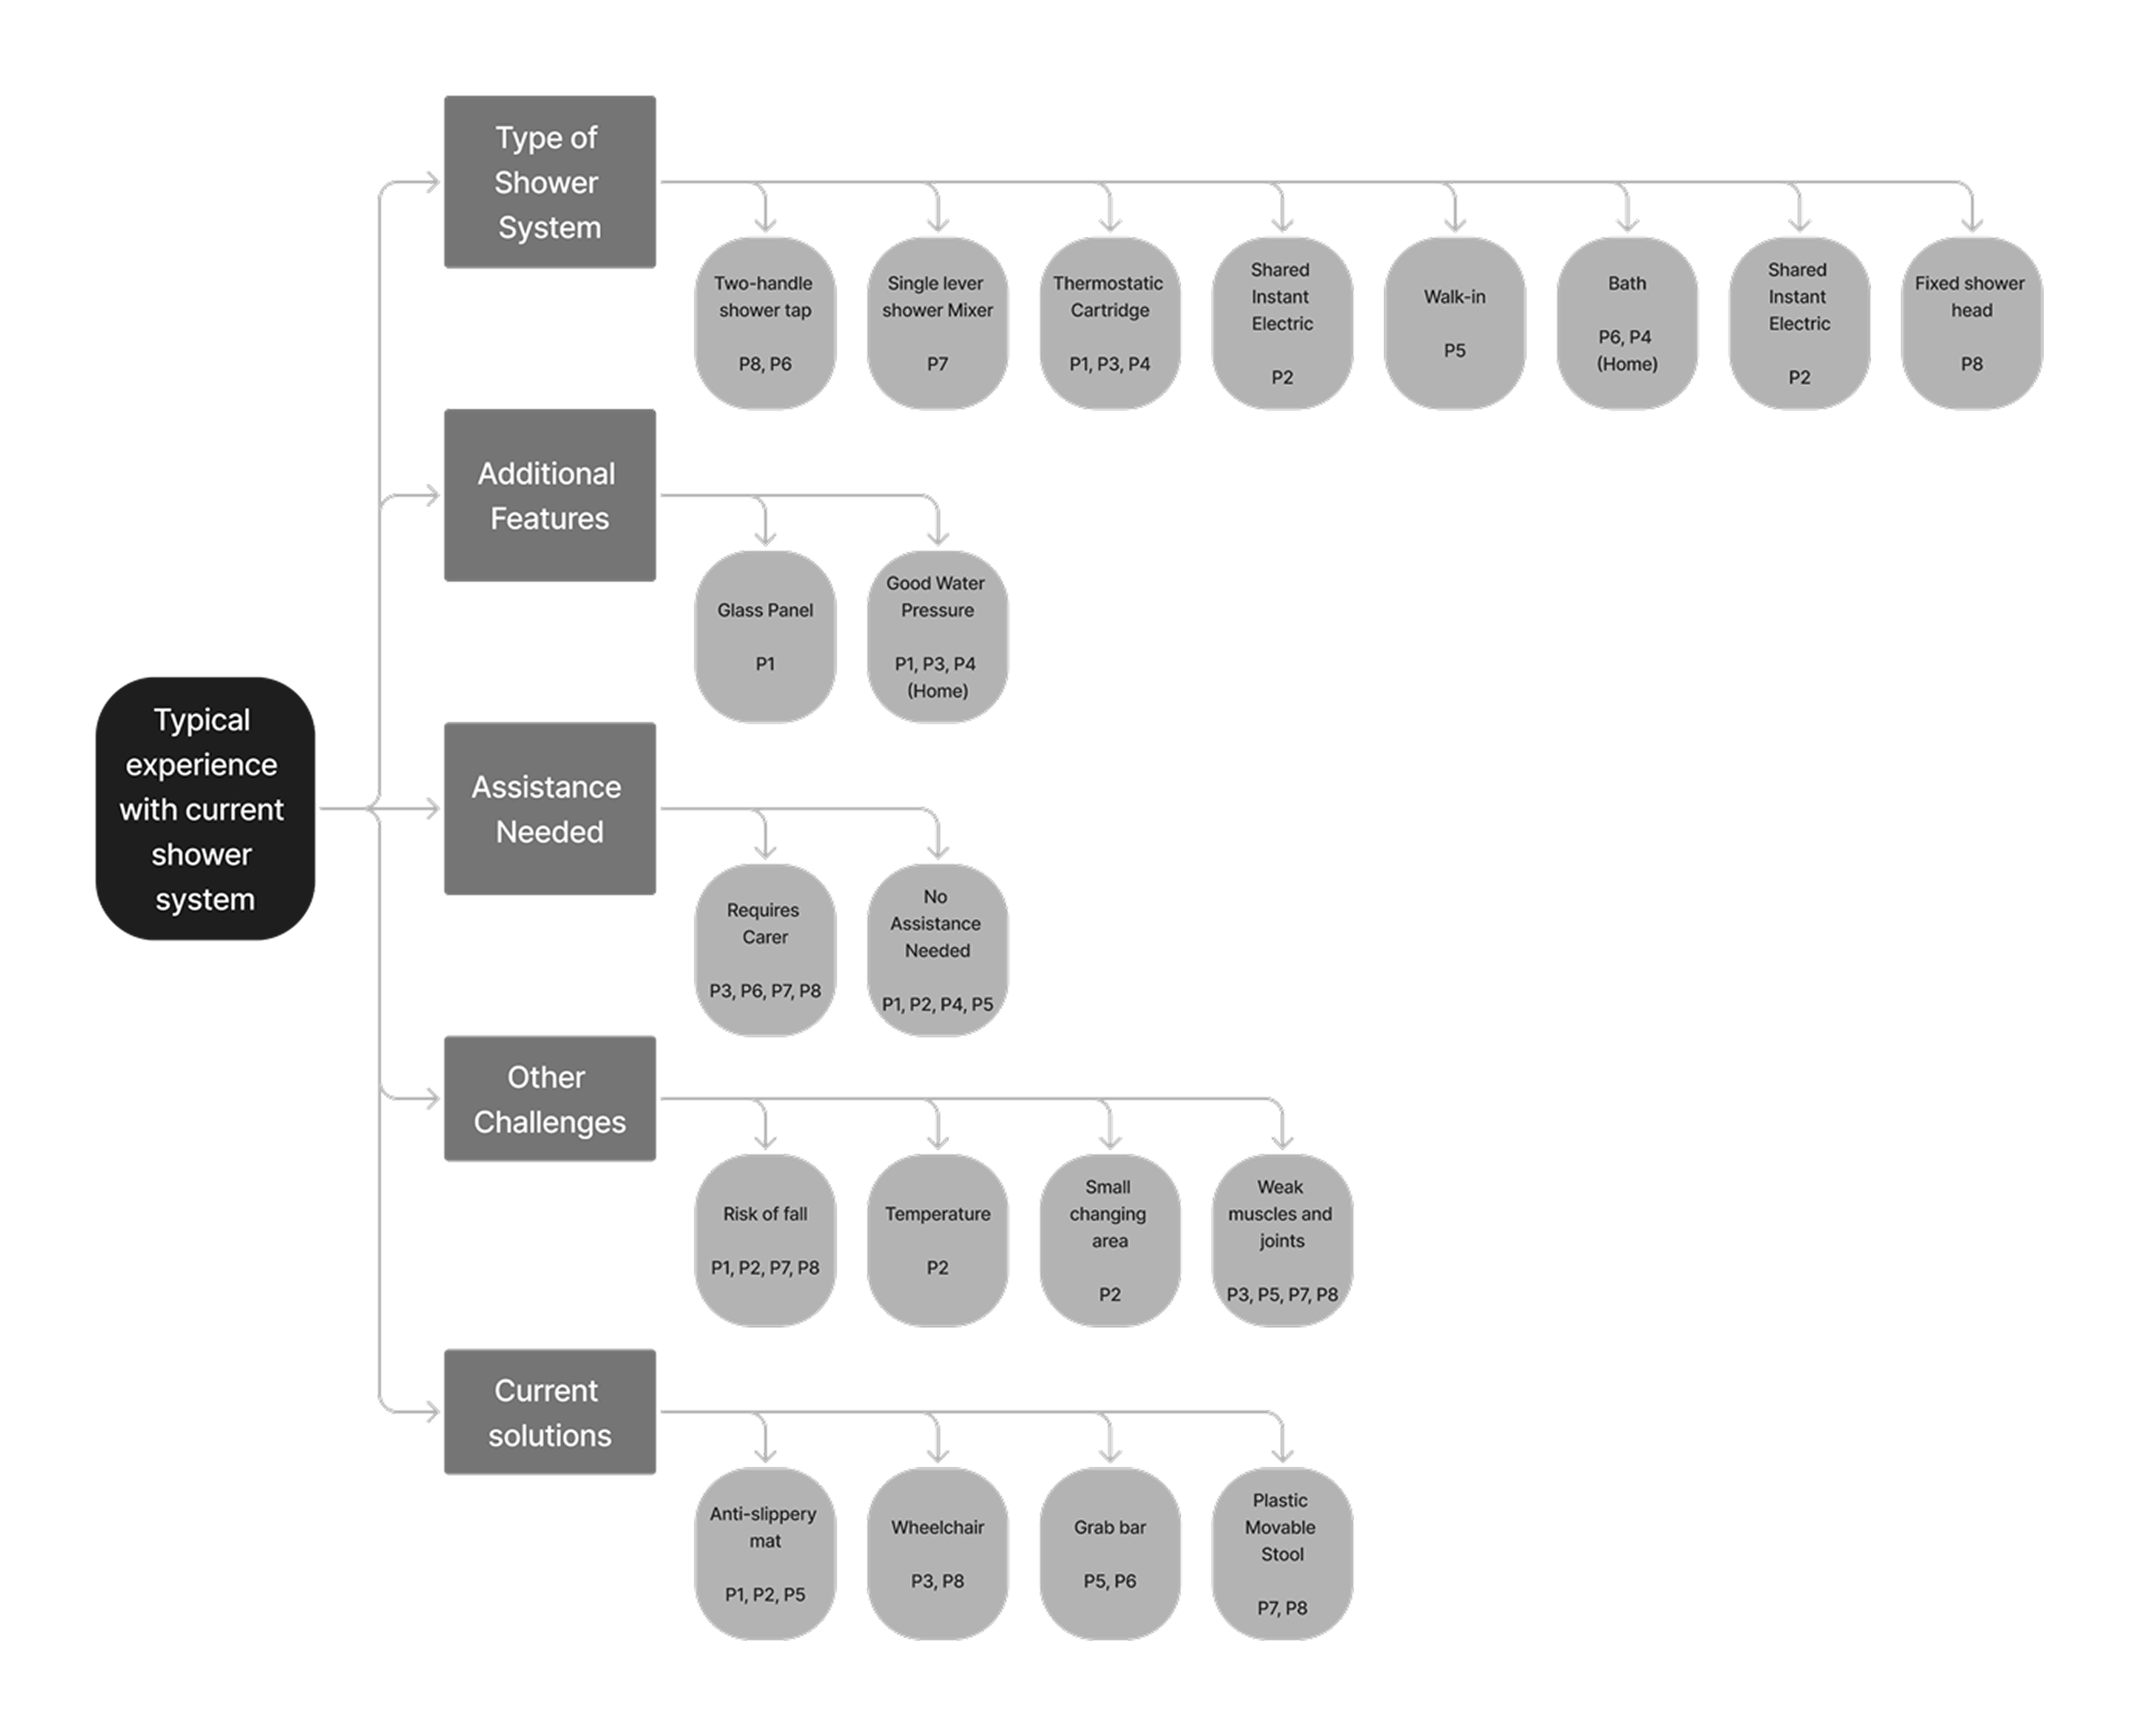 Type of
Shower
System
Two-handle
shower tap
P8, P6
Single lever
shower Mixer
P7
Thermostatic
Cartridge
P1, P3, P4
Shared
Instant
Electric
P2
Walk-in
P5
Bath
P6, P4
(Home)
Shared
Instant
Electric
P2
Fixed shower
head
P8
Additional
Features
Glass Panel
P1
Good Water
Pressure
P1, P3, P4
(Home)
Typical
experience
with current
shower
system
Assistance
Needed
Requires
Carer
P3, P6, P7, P8
No
Assistance
Needed
P1, P2, P4, P5
Other
Challenges
Risk of fall
P1, P2, P7, P8
Temperature
P2
Small
changing
area
P2
Weak
muscles and
joints
P3, P5, P7, P8
Current
solutions
Anti-slippery
mat
P1, P2, P5
Wheelchair
P3, P8
Grab bar
P5, P6
Plastic
Movable
Stool
P7, P8